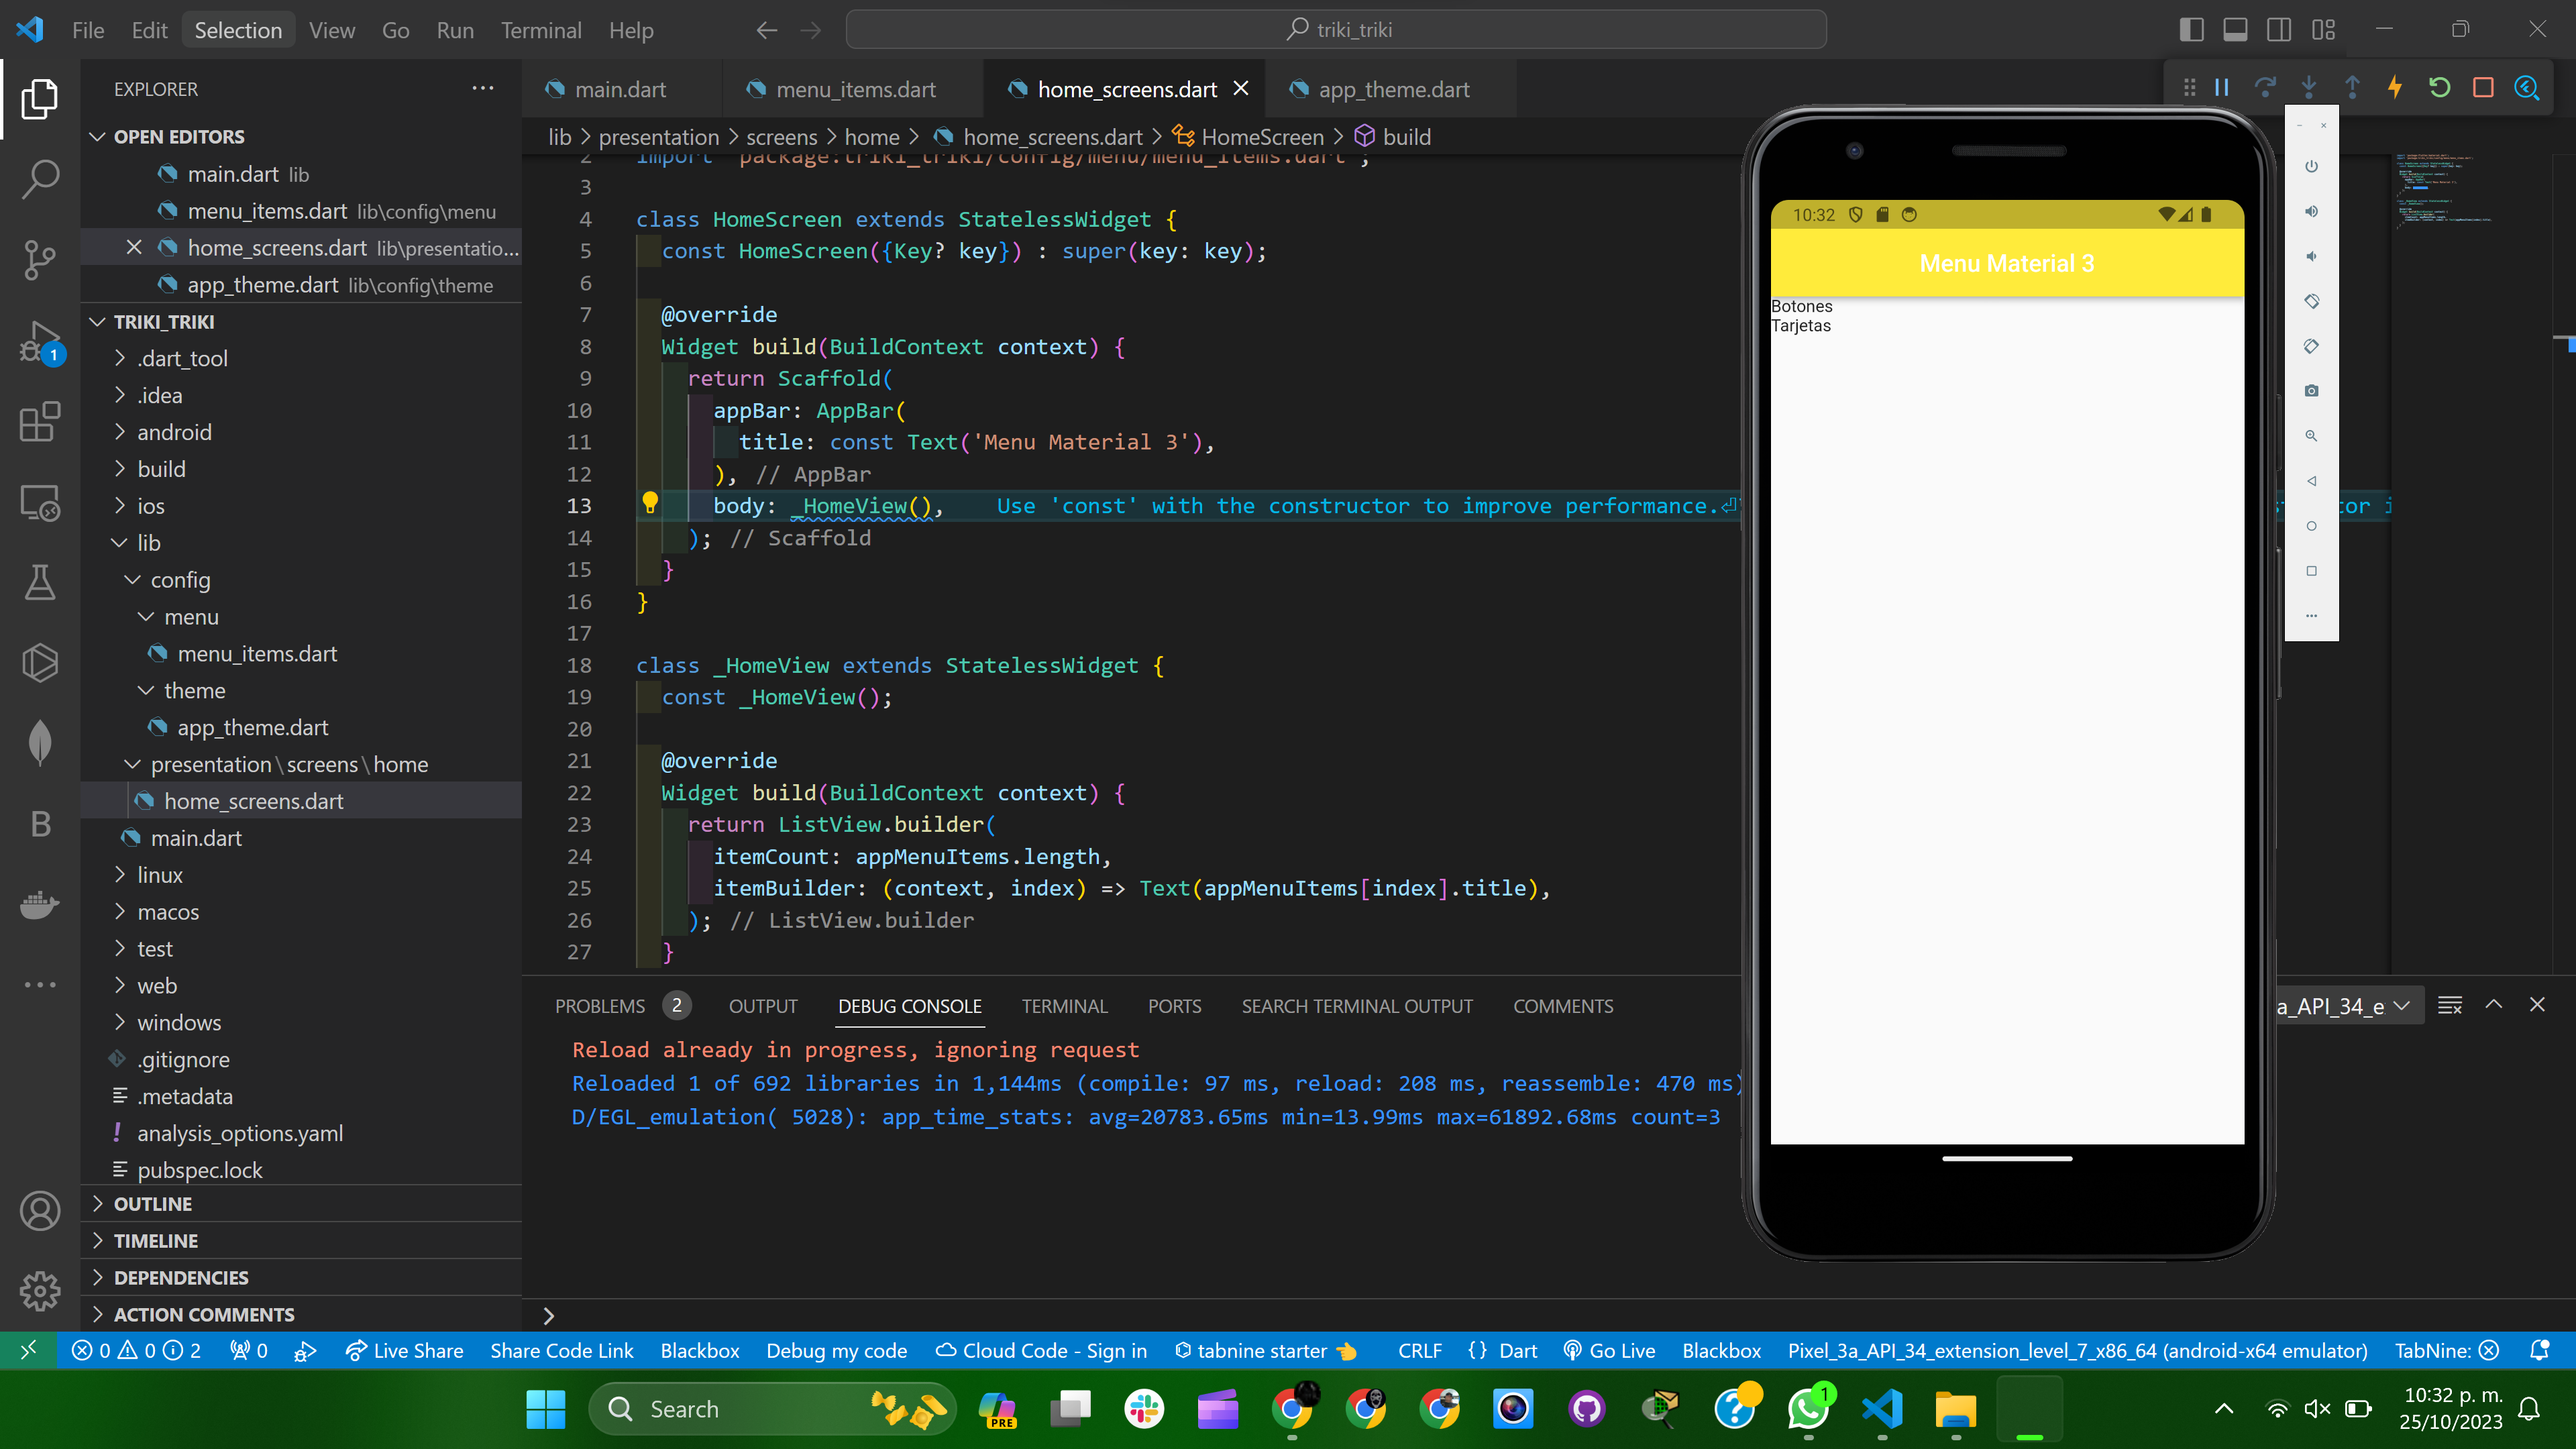 File Edit Selection View Go Run Terminal Help
triki_triki
EXPLORER
OPEN EDITORS
main.dart lib
menu_items.dart lib\config\menu
home_screens.dart lib\presentatio...
app_theme.dart lib\config\theme
TRIKI_TRIKI
.dart_tool
.idea
android
build
ios
lib
config
menu
menu_items.dart
theme
app_theme.dart
presentation\screens\home
home_screens.dart
main.dart
linux
macos
test
web
windows
.gitignore
.metadata
! analysis_options.yaml
pubspec.lock
OUTLINE
TIMELINE
DEPENDENCIES
ACTION COMMENTS
1
B
main.dart menu_items.dart home_screens.dart app_theme.dart
lib > presentation > screens > home > home_screens.dart > HomeScreen > build
2 import 'package:triki_triki/config/menu/menu_items.dart';
3
4 class HomeScreen extends StatelessWidget {
5 const HomeScreen({Key? key}) : super(key: key);
6
7 @override
8 Widget build(BuildContext context) {
9 return Scaffold(
10 appBar: AppBar(
11 title: const Text('Menu Material 3'),
12 ), // AppBar
13 body: _HomeView(), Use 'const' with the constructor to improve performance.
14 ); // Scaffold
15 }
16 }
17
18 class _HomeView extends StatelessWidget {
19 const _HomeView();
20
21 @override
22 Widget build(BuildContext context) {
23 return ListView.builder(
24 itemCount: appMenuItems.length,
25 itemBuilder: (context, index) => Text(appMenuItems[index].title),
26 ); // ListView.builder
27 }
10:32
Menu Material 3
Botones
Tarjetas
PROBLEMS 2 OUTPUT DEBUG CONSOLE TERMINAL PORTS SEARCH TERMINAL OUTPUT COMMENTS
a_API_34_e
Reload already in progress, ignoring request
Reloaded 1 of 692 libraries in 1,144ms (compile: 97 ms, reload: 208 ms, reassemble: 470 ms)
D/EGL_emulation( 5028): app_time_stats: avg=20783.65ms min=13.99ms max=61892.68ms count=3
0 0 2 0 Live Share Share Code Link Blackbox Debug my code Cloud Code - Sign in tabnine starter CRLF {} Dart Go Live Blackbox Pixel_3a_API_34_extension_level_7_x86_64 (android-x64 emulator) TabNine:
Search
PRE
1
10:32 p. m.
25/10/2023